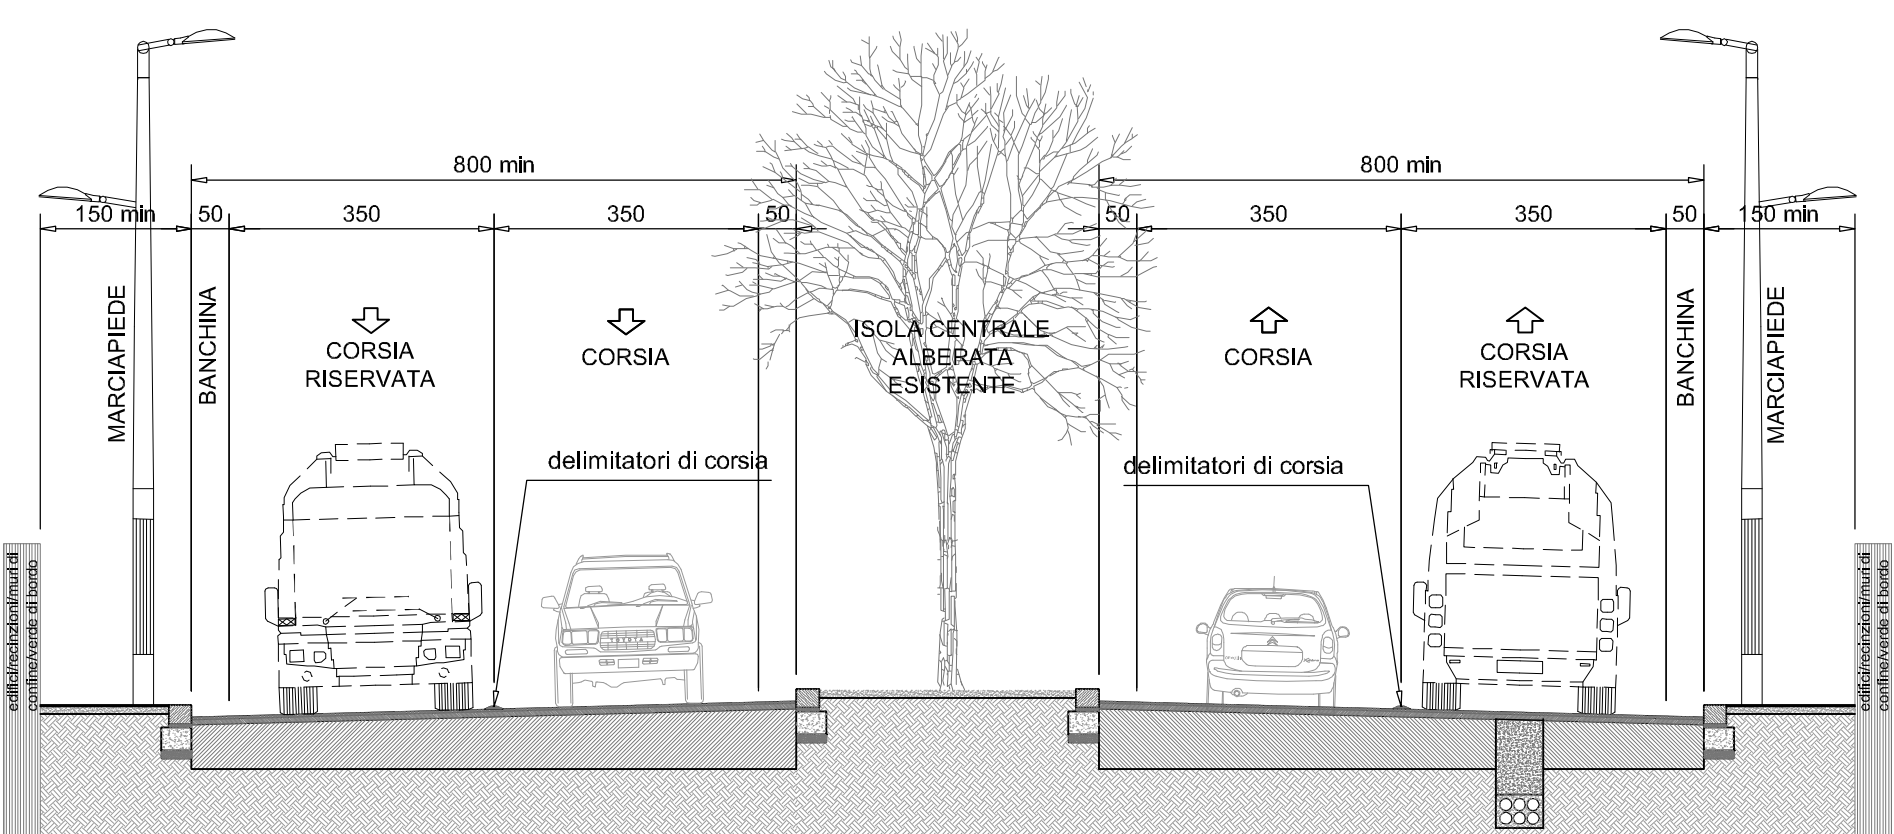 800 min
800 min
150 min
50
350
350
50
50
350
350
50
150 min
MARCIAPIEDE
BANCHINA
CORSIA
RISERVATA
CORSIA
ISOLA CENTRALE
ALBERATA
ESISTENTE
CORSIA
CORSIA
RISERVATA
BANCHINA
MARCIAPIEDE
delimitatori di corsia
delimitatori di corsia
edifici/recinzioni/muri di
confine/verde di bordo
edifici/recinzioni/muri di
confine/verde di bordo